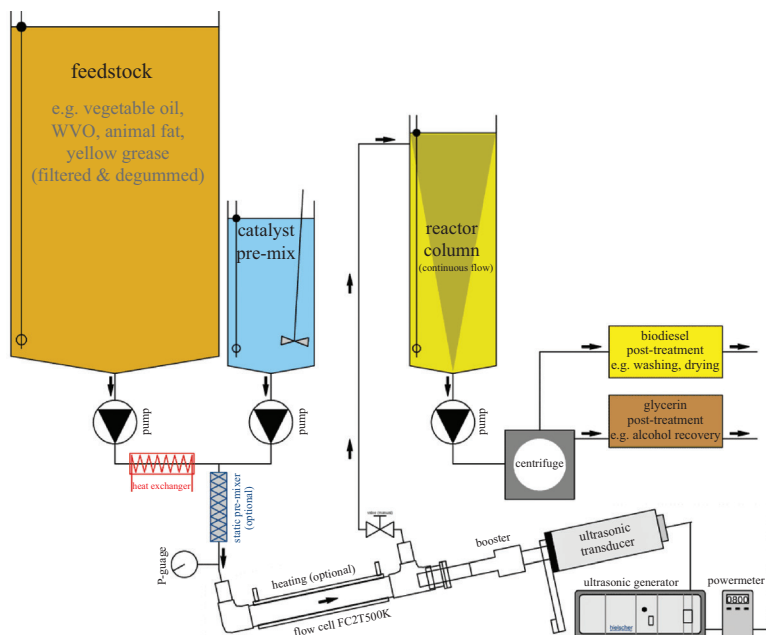 feedstock
e.g. vegetable oil,
WVO, animal fat,
yellow grease
(filtered & degummed)
catalyst
pre-mix
reactor
column
(continuous flow)
biodiesel
post-treatment
e.g. washing, drying
glycerin
post-treatment
e.g. alcohol recovery
pump
pump
pump
centrifuge
heat exchanger
static pre-mixer
(optional)
P-guage
heating (optional)
flow cell FC2T500K
booster
ultrasonic
transducer
ultrasonic generator
powermeter
0800
hielscher